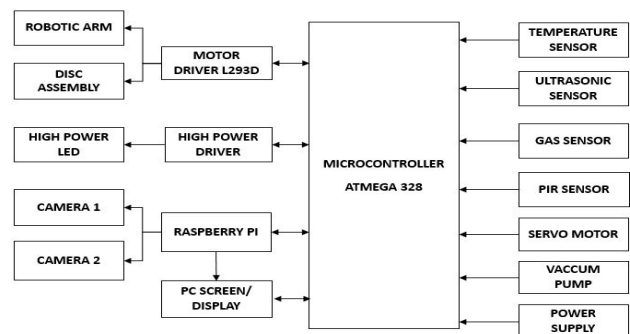 ROBOTIC ARM
DISC
ASSEMBLY
MOTOR
DRIVER L293D
HIGH POWER
LED
HIGH POWER
DRIVER
CAMERA 1
CAMERA 2
RASPBERRY PI
PC SCREEN/
DISPLAY
MICROCONTROLLER
ATMEGA 328
TEMPERATURE
SENSOR
ULTRASONIC
SENSOR
GAS SENSOR
PIR SENSOR
SERVO MOTOR
VACCUM
PUMP
POWER
SUPPLY